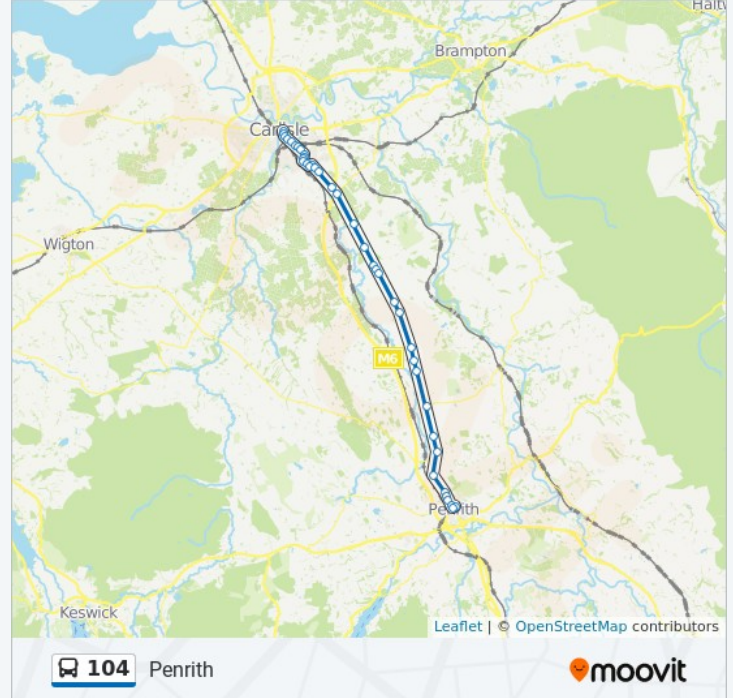 Haltw
Brampton
Carlisle
Wigton
M6
Penrith
Keswick
Leaflet | © OpenStreetMap contributors
104 Penrith
moovit